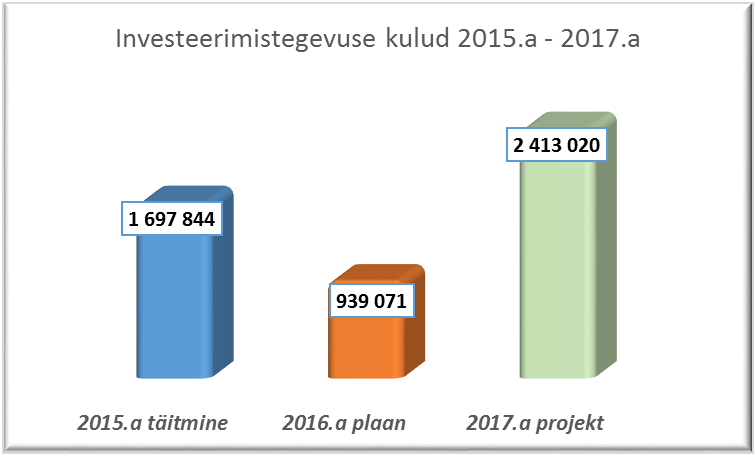 Investeerimistegevuse kulud 2015.a - 2017.a
2 413 020
1 697 844
939 071
2015.a täitmine 2016.a plaan 2017.a projekt